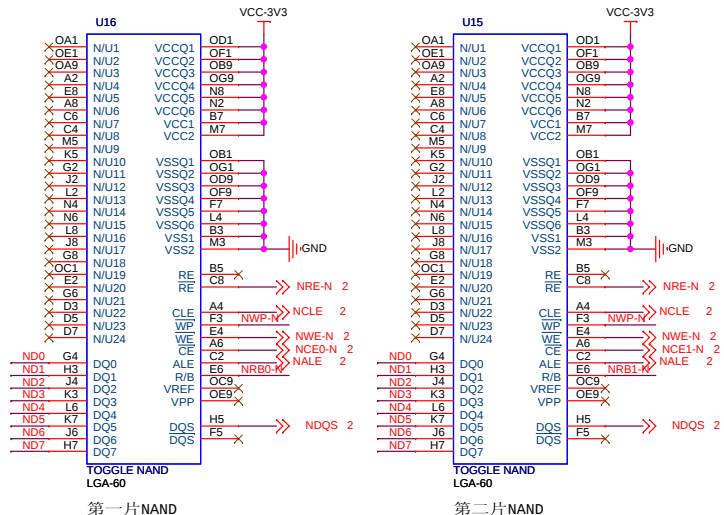 U16
VCC-3V3
OA1 N/U1 VCCQ1 OD1
OE1 N/U2 VCCQ2 OF1
OA9 N/U3 VCCQ3 OB9
A2 N/U4 VCCQ4 OG9
E8 N/U5 VCCQ5 N8
A8 N/U6 VCCQ6 N2
C6 N/U7 VCC1 B7
C4 N/U8 VCC2 M7
M5 N/U9
K5 N/U10 VSSQ1 OB1
G2 N/U11 VSSQ2 OG1
J2 N/U12 VSSQ3 OD9
L2 N/U13 VSSQ4 OF9
N4 N/U14 VSSQ5 F7
N6 N/U15 VSSQ6 L4
L8 N/U16 VSS1 B3
J8 N/U17 VSS2 M3 GND
G8 N/U18
OC1 N/U19 RE B5
E2 N/U20 RE C8 NRE-N 2
G6 N/U21
D3 N/U22 CLE A4 NCLE 2
D5 N/U23 WP F3 NWP-N
D7 N/U24 WE E4 NWE-N 2
CE A6 NCE0-N 2
ND0 G4 DQ0 ALE C2 NALE 2
ND1 H3 DQ1 R/B E6 NRB0-N
ND2 J4 DQ2 VREF OC9
ND3 K3 DQ3 VPP OE9
ND4 L6 DQ4
ND5 K7 DQ5 DQS H5 NDQS 2
ND6 J6 DQ6 DQS F5
ND7 H7 DQ7
TOGGLE NAND
LGA-60
第一片NAND
U15
VCC-3V3
OA1 N/U1 VCCQ1 OD1
OE1 N/U2 VCCQ2 OF1
OA9 N/U3 VCCQ3 OB9
A2 N/U4 VCCQ4 OG9
E8 N/U5 VCCQ5 N8
A8 N/U6 VCCQ6 N2
C6 N/U7 VCC1 B7
C4 N/U8 VCC2 M7
M5 N/U9
K5 N/U10 VSSQ1 OB1
G2 N/U11 VSSQ2 OG1
J2 N/U12 VSSQ3 OD9
L2 N/U13 VSSQ4 OF9
N4 N/U14 VSSQ5 F7
N6 N/U15 VSSQ6 L4
L8 N/U16 VSS1 B3
J8 N/U17 VSS2 M3 GND
G8 N/U18
OC1 N/U19 RE B5
E2 N/U20 RE C8 NRE-N 2
G6 N/U21
D3 N/U22 CLE A4 NCLE 2
D5 N/U23 WP F3 NWP-N
D7 N/U24 WE E4 NWE-N 2
CE A6 NCE1-N 2
ND0 G4 DQ0 ALE C2 NALE 2
ND1 H3 DQ1 R/B E6 NRB1-N
ND2 J4 DQ2 VREF OC9
ND3 K3 DQ3 VPP OE9
ND4 L6 DQ4
ND5 K7 DQ5 DQS H5 NDQS 2
ND6 J6 DQ6 DQS F5
ND7 H7 DQ7
TOGGLE NAND
LGA-60
第二片NAND